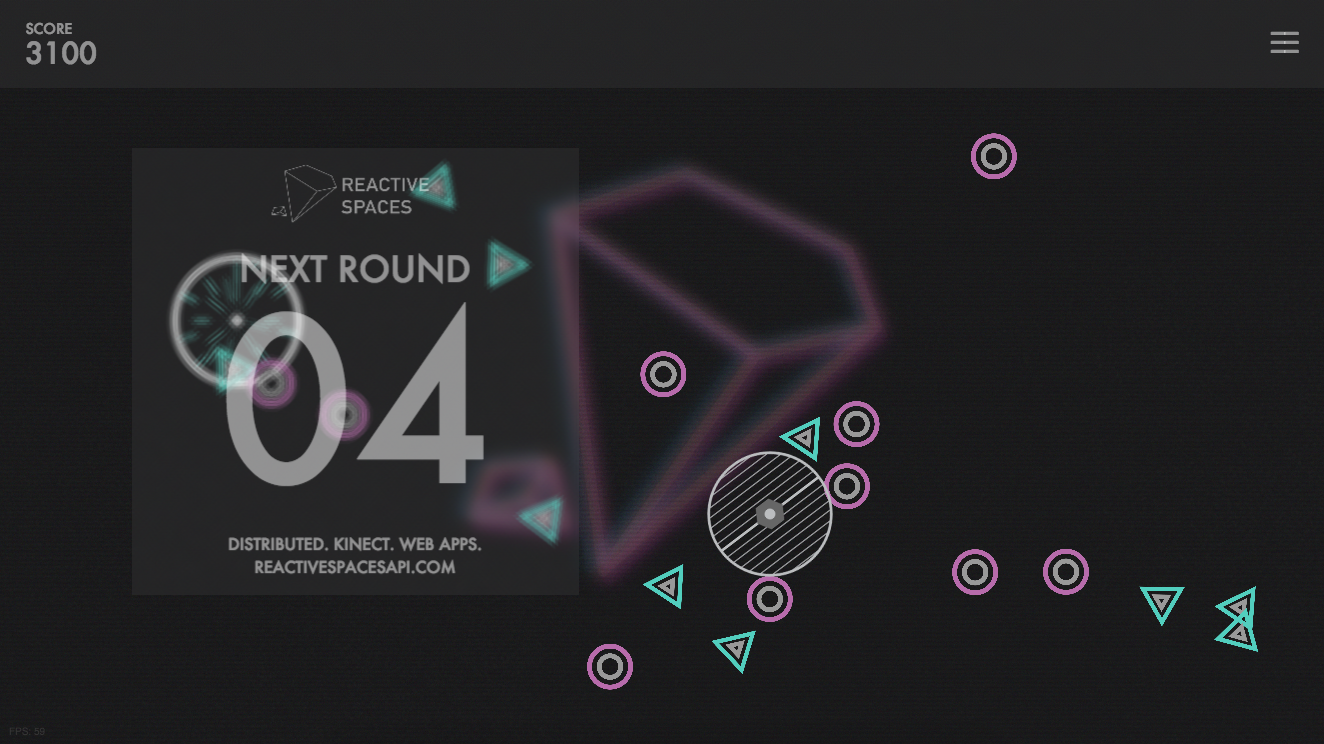 SCORE
3100
REACTIVE
SPACES
NEXT ROUND
04
DISTRIBUTED. KINECT. WEB APPS.
REACTIVESPACESAPI.COM
FPS: 59